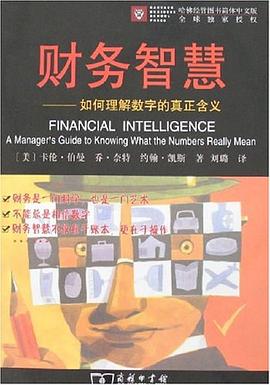 哈佛经管图书简体中文版
全球独家授权
财务智慧
——如何理解数字的真正含义
FINANCIAL INTELLIGENCE
A Manager's Guide to Knowing What the Numbers Really Mean
[美] 卡伦·伯曼 乔·奈特 约翰·凯斯 著 刘璐 译
财务是一门科学 也是一门艺术
不能总是相信数字
财务智慧不仅在于账本 更在于操作
商务印书馆